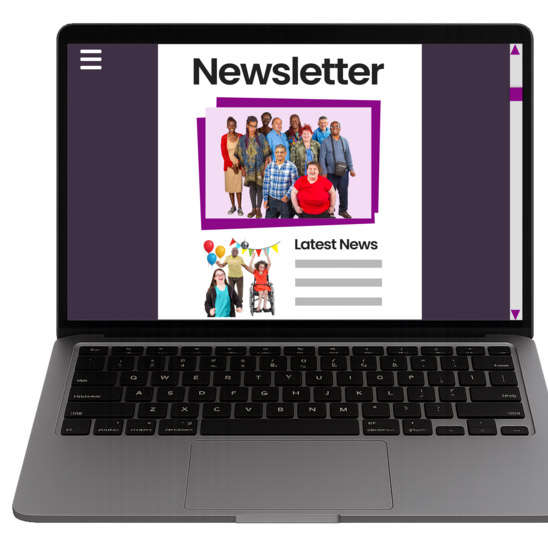 Newsletter
Latest News
Q W E R T Y U I O P
A S D F G H J K L
Z X C V B N M